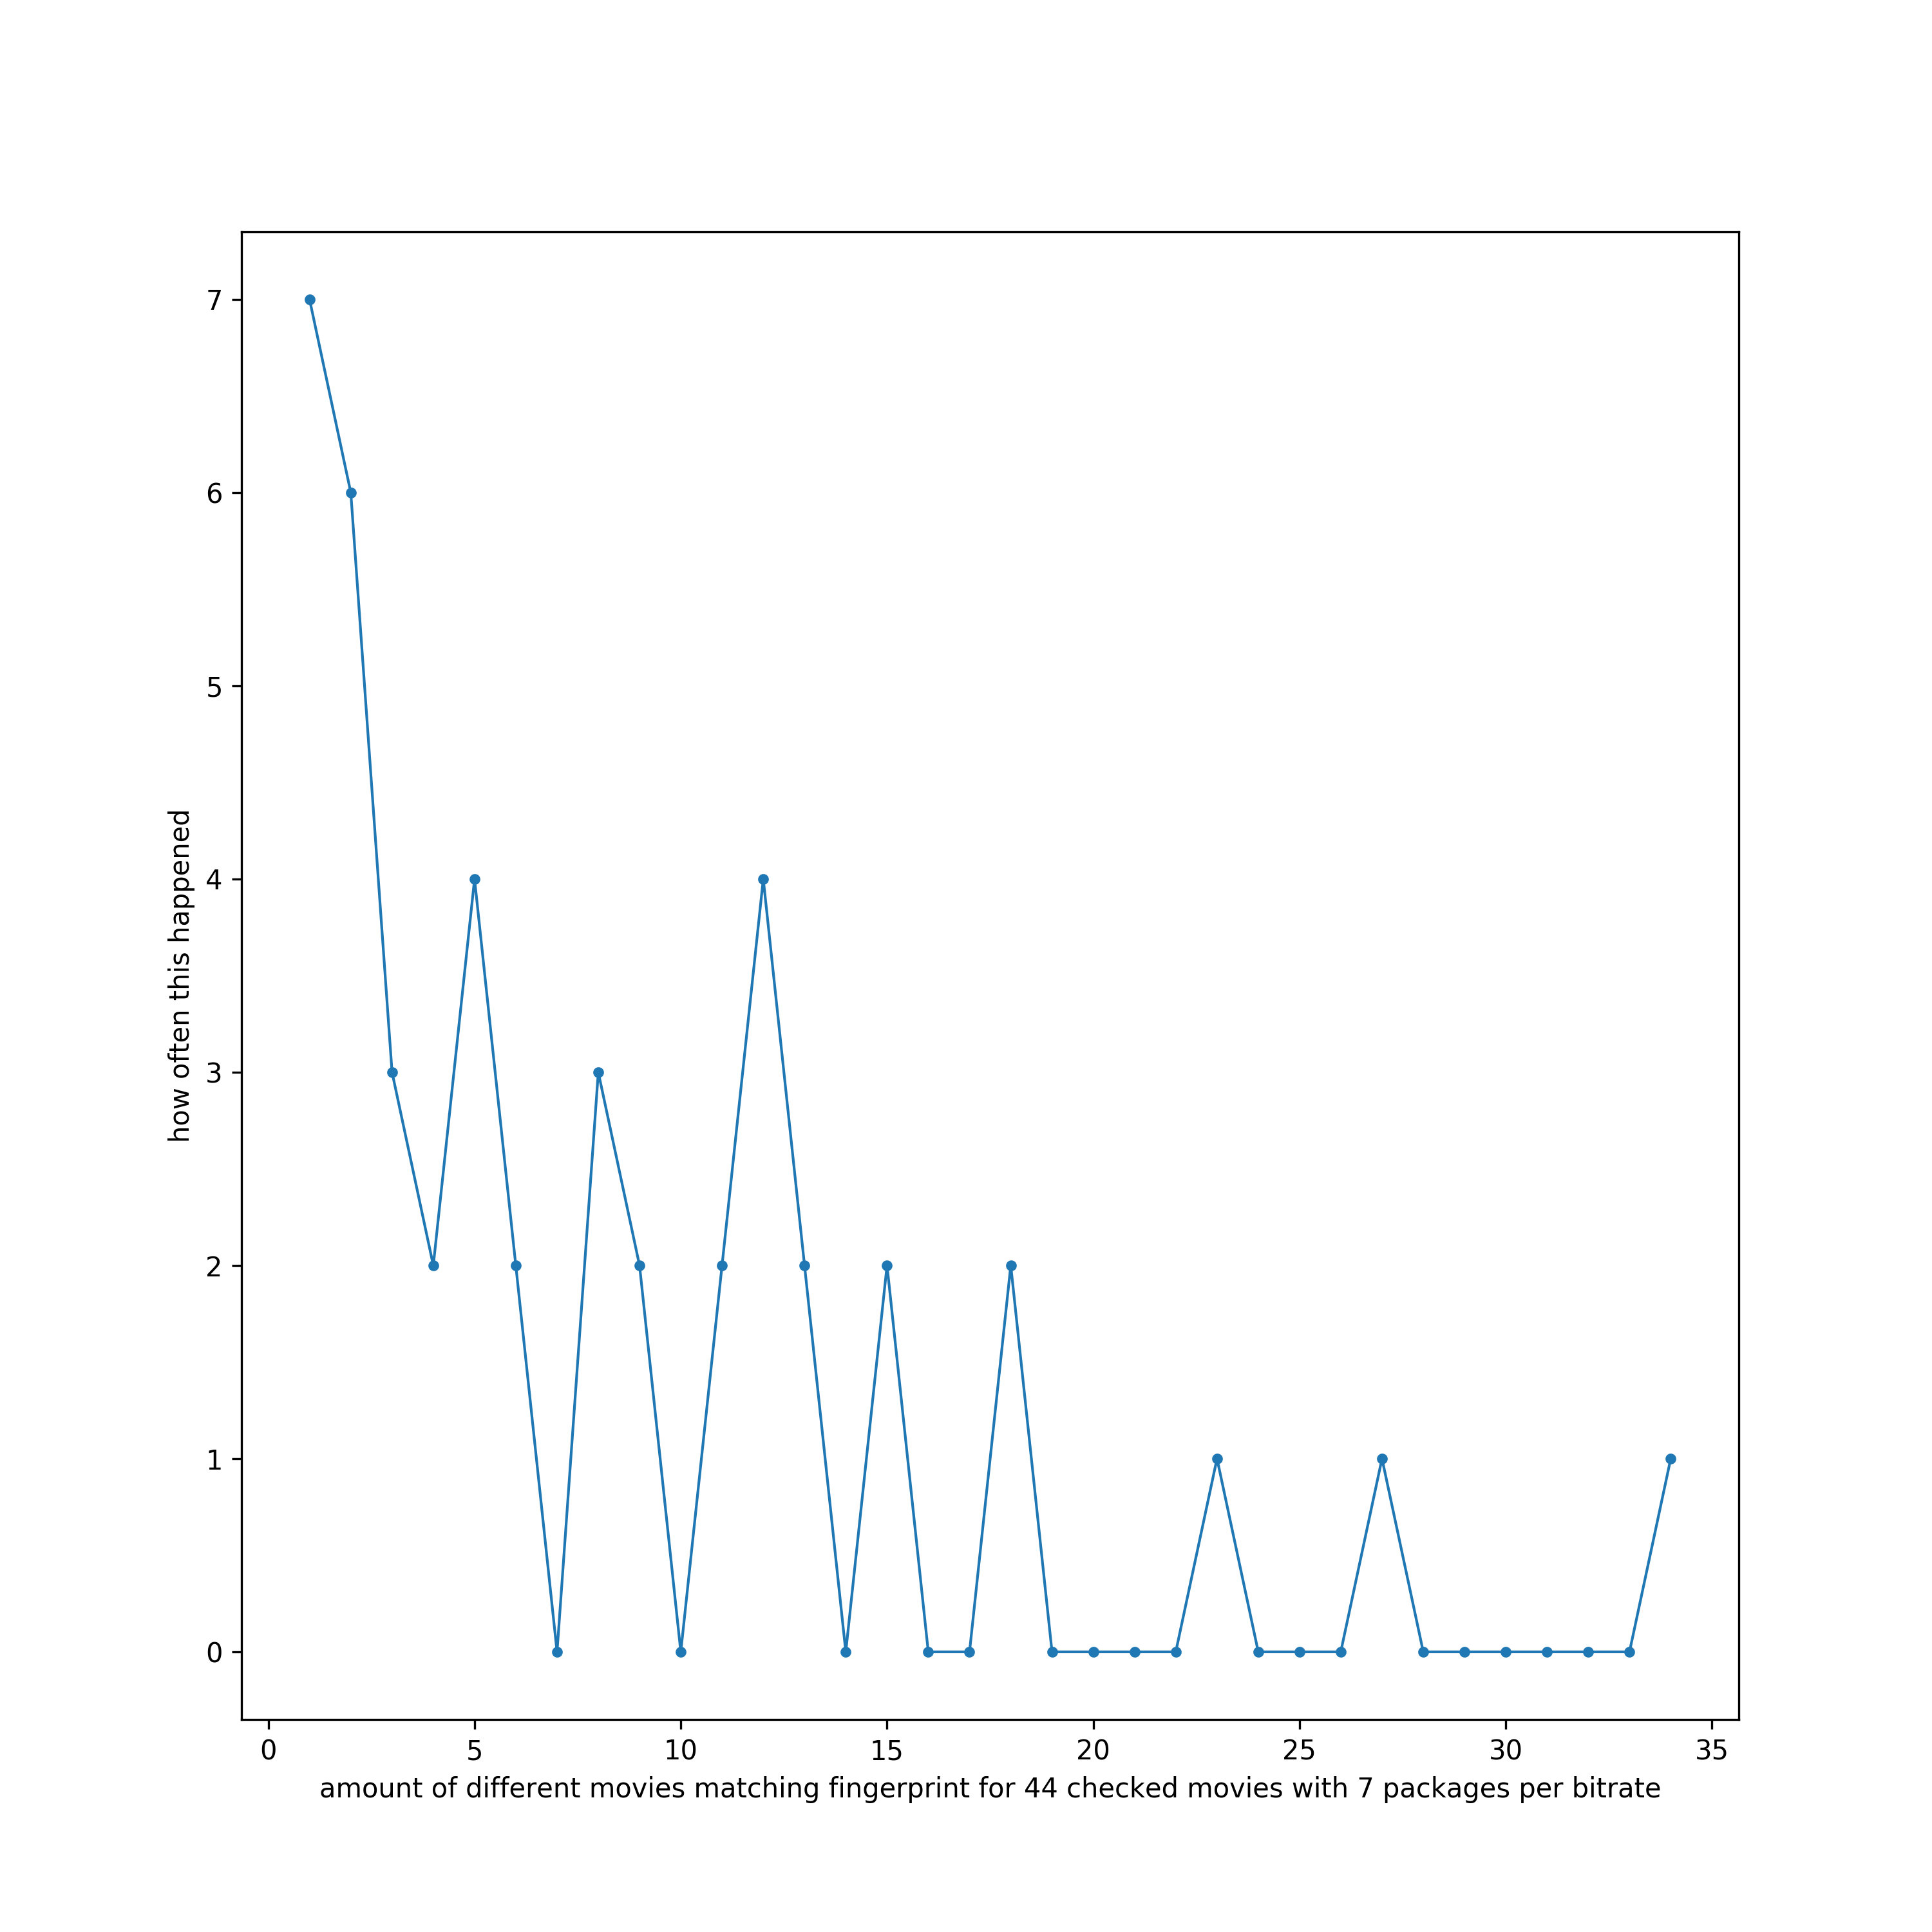 7
6
5
4
3
2
1
0
how often this happened
0 5 10 15 20 25 30 35
amount of different movies matching fingerprint for 44 checked movies with 7 packages per bitrate